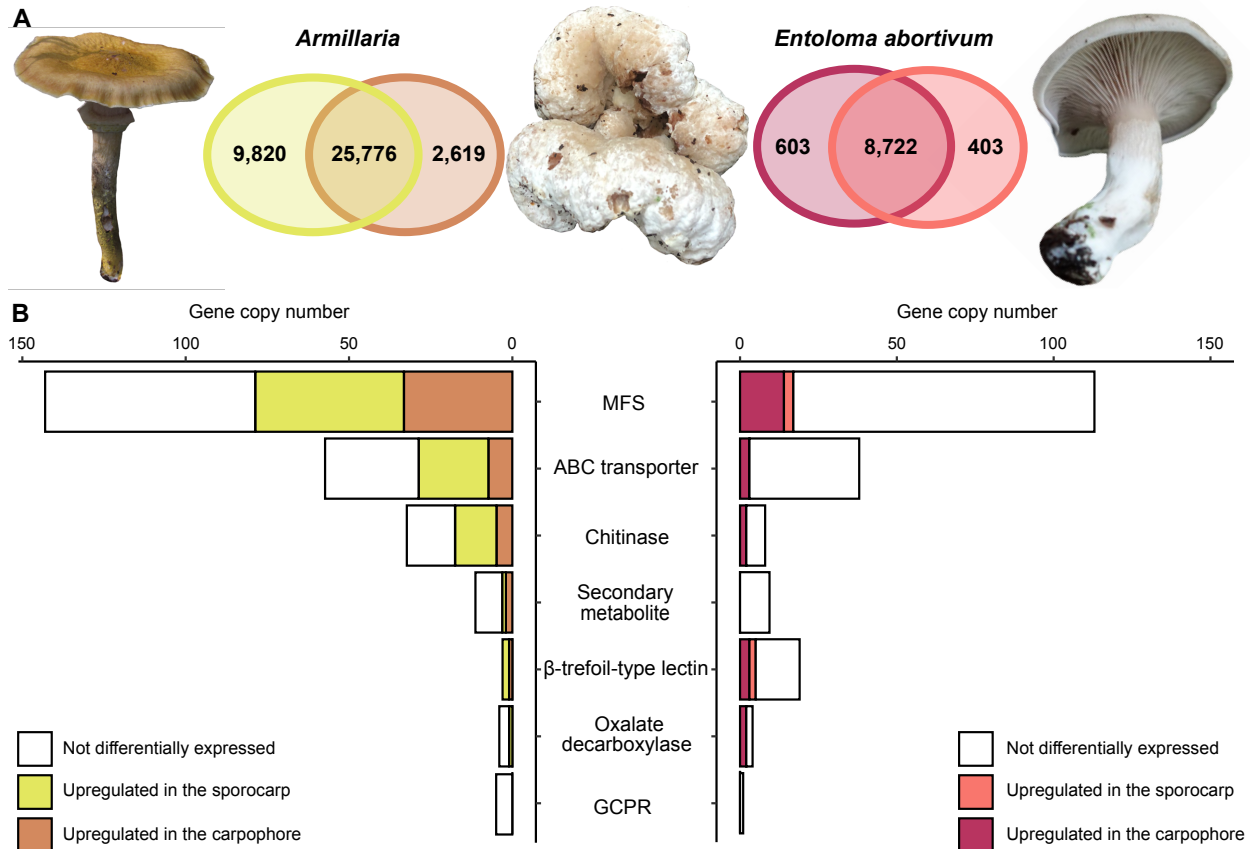 A
Armillaria
Entoloma abortivum
9,820
25,776
2,619
603
8,722
403
B
Gene copy number
Gene copy number
150
100
50
0
0
50
100
150
MFS
ABC transporter
Chitinase
Secondary
metabolite
β-trefoil-type lectin
Oxalate
decarboxylase
GCPR
Not differentially expressed
Upregulated in the sporocarp
Upregulated in the carpophore
Not differentially expressed
Upregulated in the sporocarp
Upregulated in the carpophore